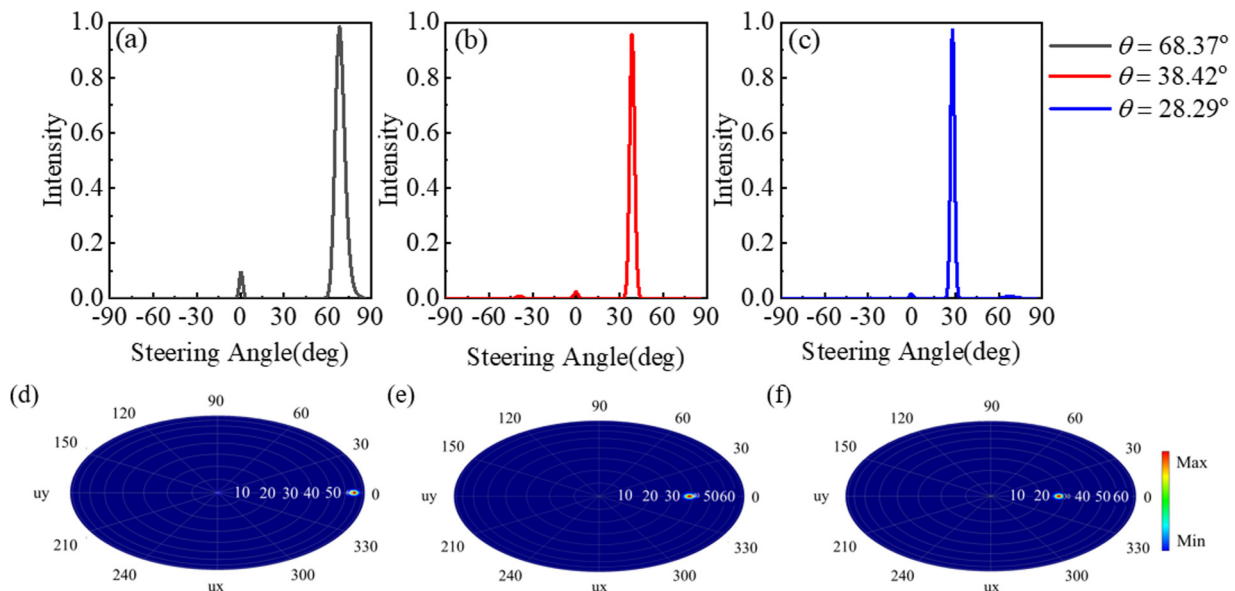 (a)
1.0
0.8
0.6
0.4
0.2
0.0
Intensity
-90 -60 -30 0 30 60 90
Steering Angle(deg)
(b)
1.0
0.8
0.6
0.4
0.2
0.0
Intensity
-90 -60 -30 0 30 60 90
Steering Angle(deg)
(c)
1.0
0.8
0.6
0.4
0.2
0.0
Intensity
-90 -60 -30 0 30 60 90
Steering Angle(deg)
θ = 68.37°
θ = 38.42°
θ = 28.29°
(d)
90
120 60
150 30
uy 10 20 30 40 50 0
210 330
240 300
ux
(e)
90
120 60
150 30
uy 10 20 30 50 60 0
210 330
240 300
ux
(f)
90
120 60
150 30
uy 10 20 40 50 60 0
210 330
240 300
ux
Max
Min